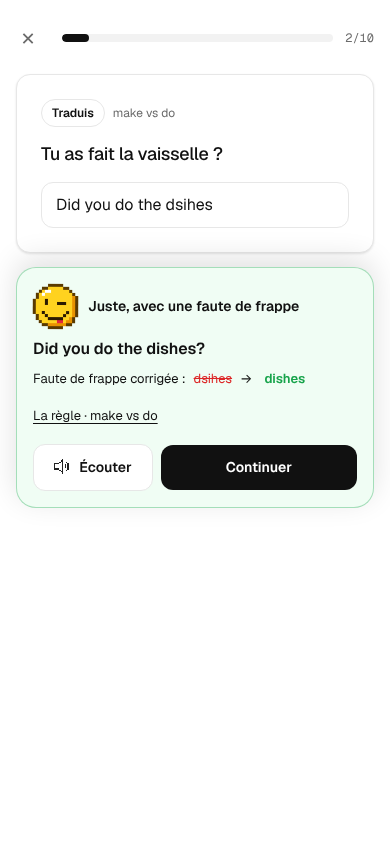 2/10
Traduis make vs do
Tu as fait la vaisselle ?
Did you do the dsihes
Juste, avec une faute de frappe
Did you do the dishes?
Faute de frappe corrigée : dsihes → dishes
La règle · make vs do
Écouter
Continuer